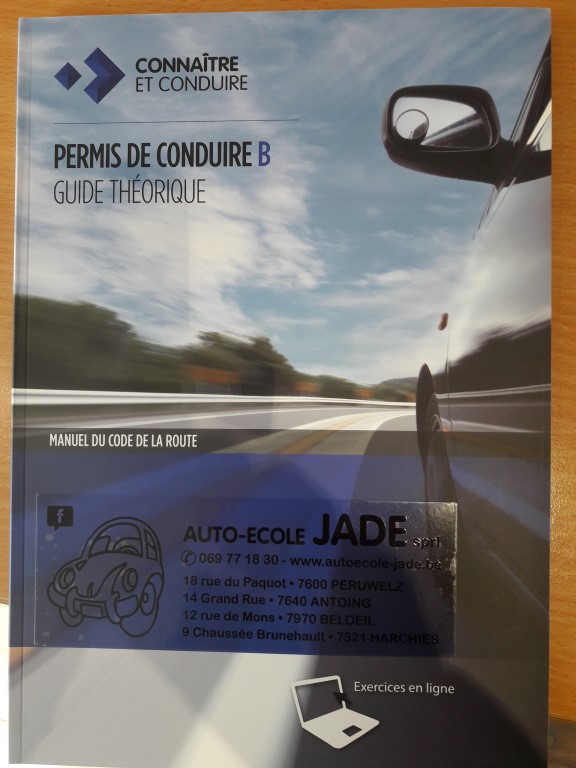 CONNAÎTRE
ET CONDUIRE
PERMIS DE CONDUIRE B
GUIDE THÉORIQUE
MANUEL DU CODE DE LA ROUTE
f
AUTO-ECOLE JADE sprl
069 77 18 30 - www.autoecole-jade.be
18 rue du Paquot • 7600 PERUWELZ
14 Grand Rue • 7640 ANTOING
12 rue de Mons • 7970 BELOEIL
9 Chaussée Brunehault • 7321 HARCHIES
Exercices en ligne